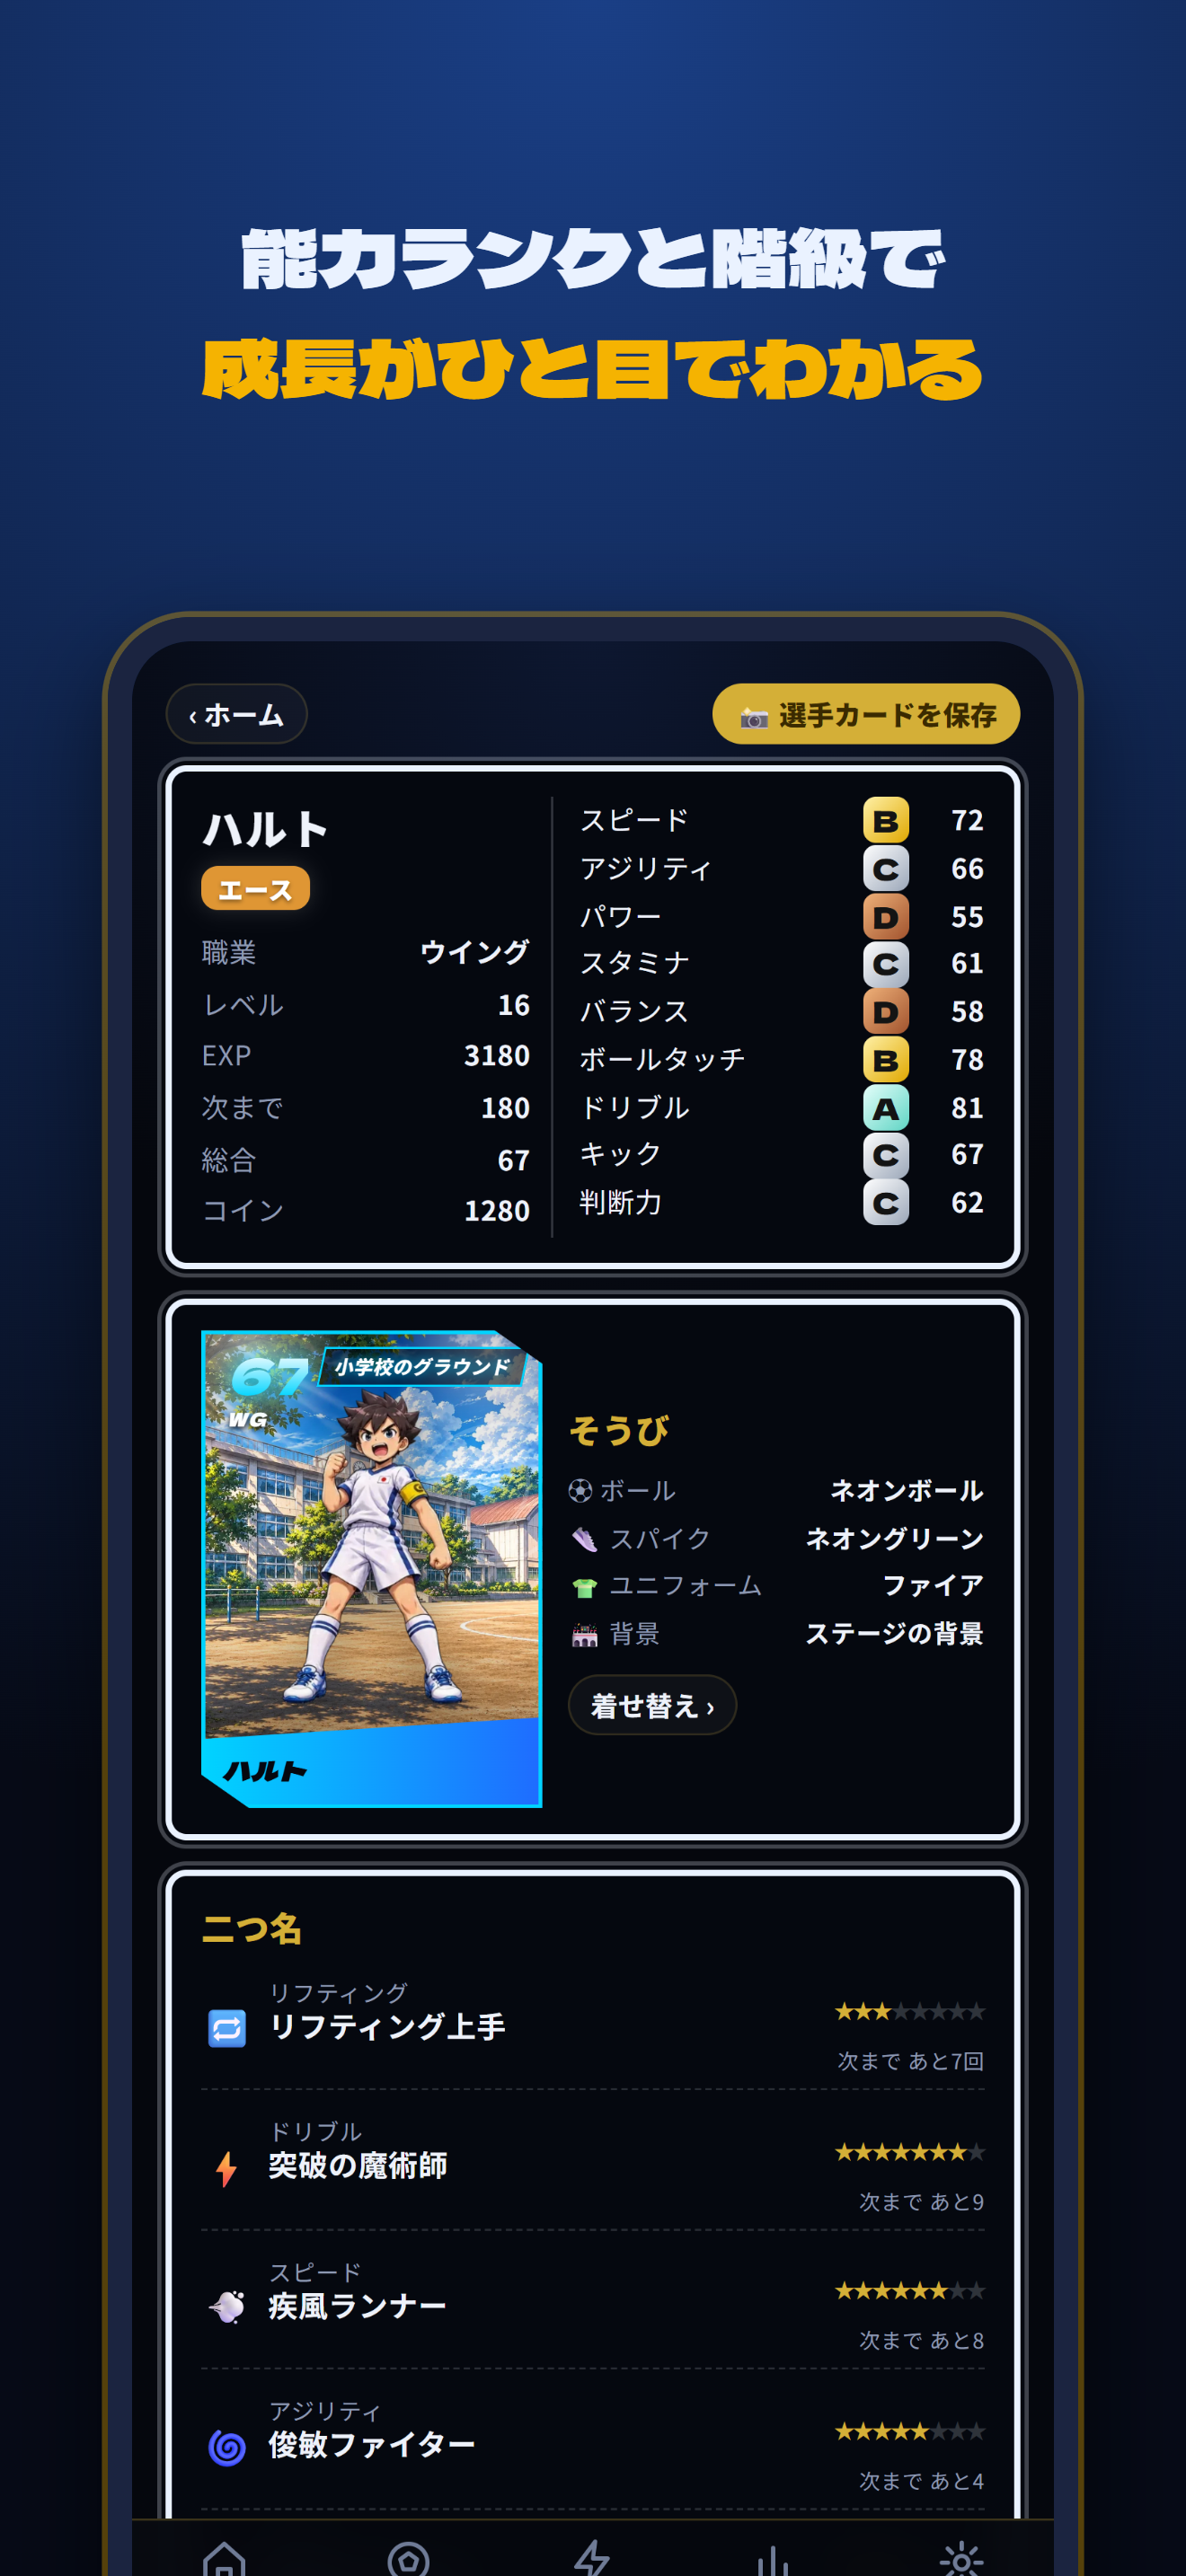 能力ランクと階級で
成長がひと目でわかる
‹ ホーム
選手カードを保存
ハルト
エース
職業 ウイング
レベル 16
EXP 3180
次まで 180
総合 67
コイン 1280
スピード B 72
アジリティ C 66
パワー D 55
スタミナ C 61
バランス D 58
ボールタッチ B 78
ドリブル A 81
キック C 67
判断力 C 62
67 小学校のグラウンド
WG
ハルト
そうび
ボール ネオンボール
スパイク ネオングリーン
ユニフォーム ファイア
背景 ステージの背景
着せ替え ›
二つ名
リフティング
リフティング上手
★★★★★★★★
次まで あと7回
ドリブル
突破の魔術師
★★★★★★★★
次まで あと9
スピード
疾風ランナー
★★★★★★★★
次まで あと8
アジリティ
俊敏ファイター
★★★★★★★★
次まで あと4